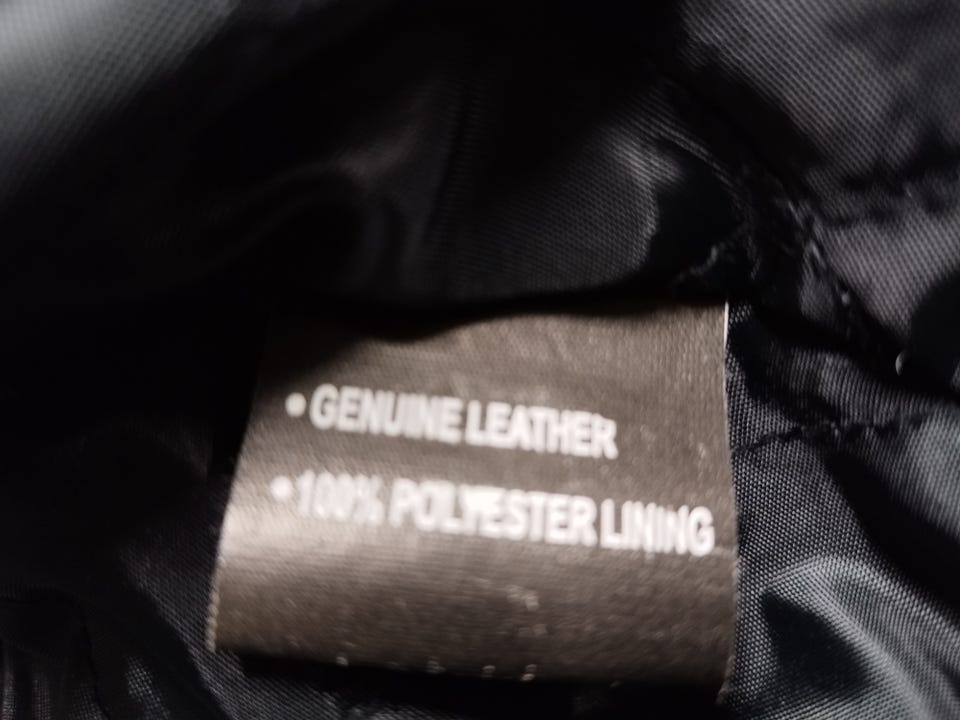 • GENUINE LEATHER
• 100% POLYESTER LINING